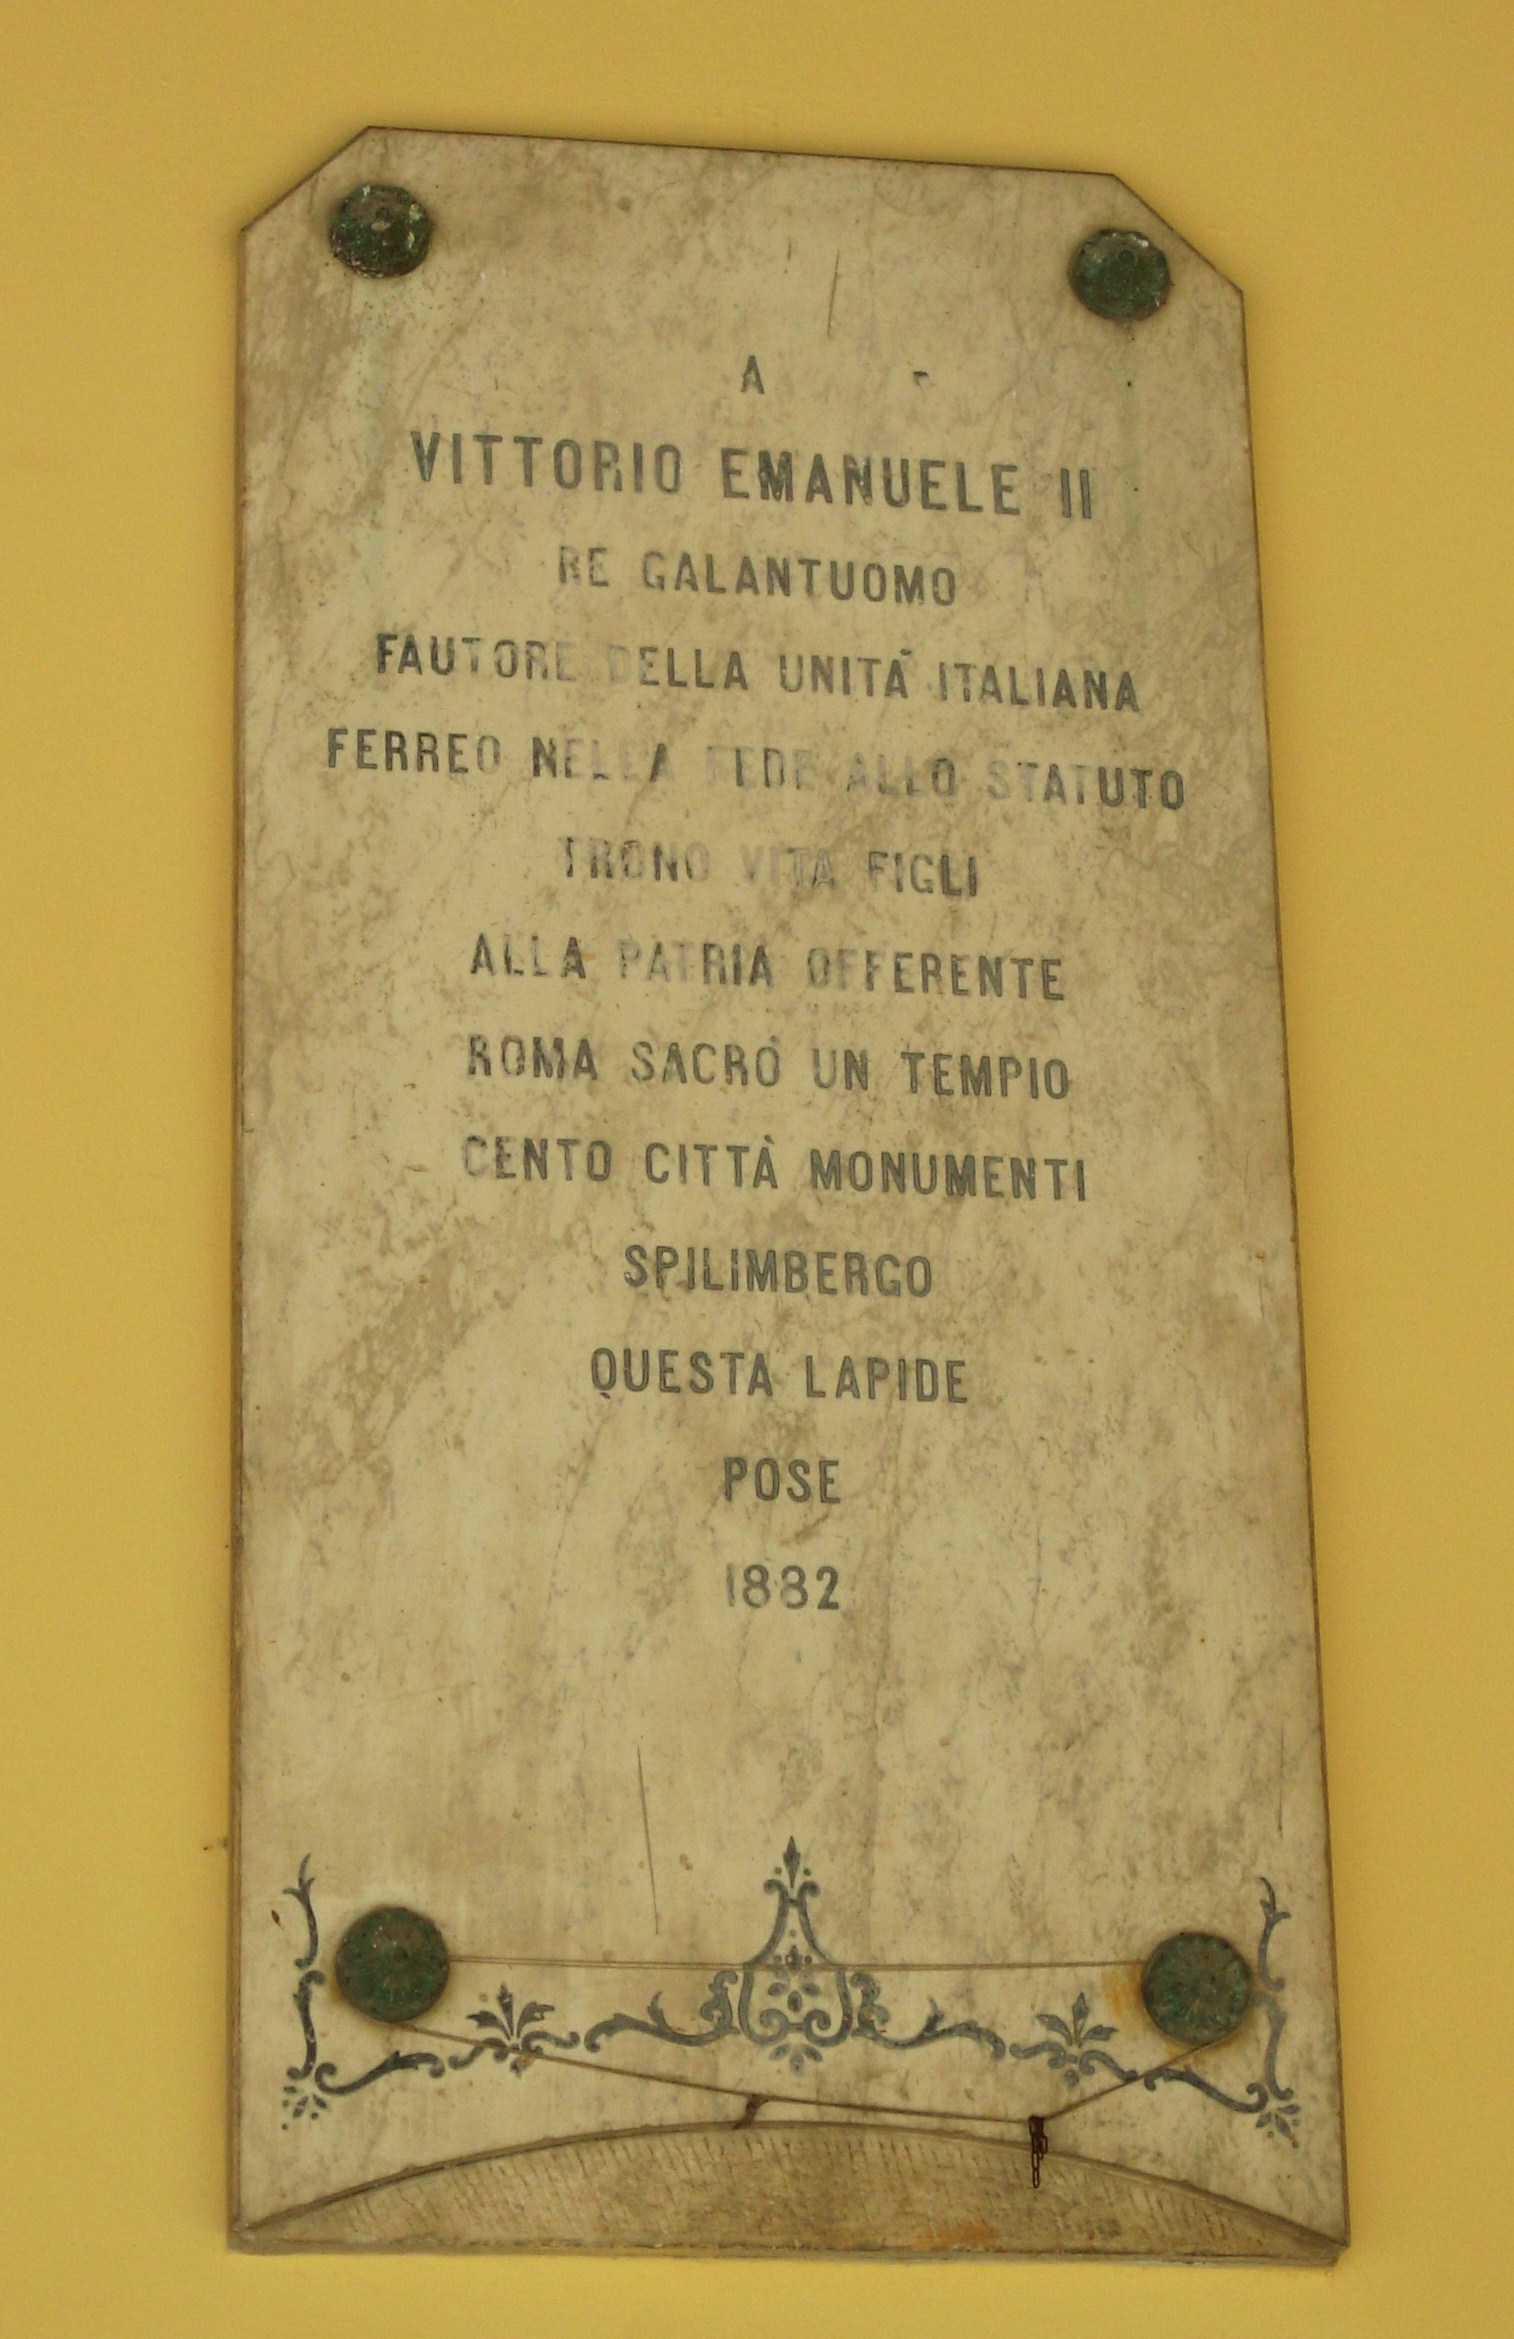 A
VITTORIO EMANUELE II
RE GALANTUOMO
FAUTORE DELLA UNITÀ ITALIANA
FERREO NELLA FEDE ALLO STATUTO
TRONO VITA FIGLI
ALLA PATRIA OFFERENTE
ROMA SACRÒ UN TEMPIO
CENTO CITTÀ MONUMENTI
SPILIMBERGO
QUESTA LAPIDE
POSE
1882